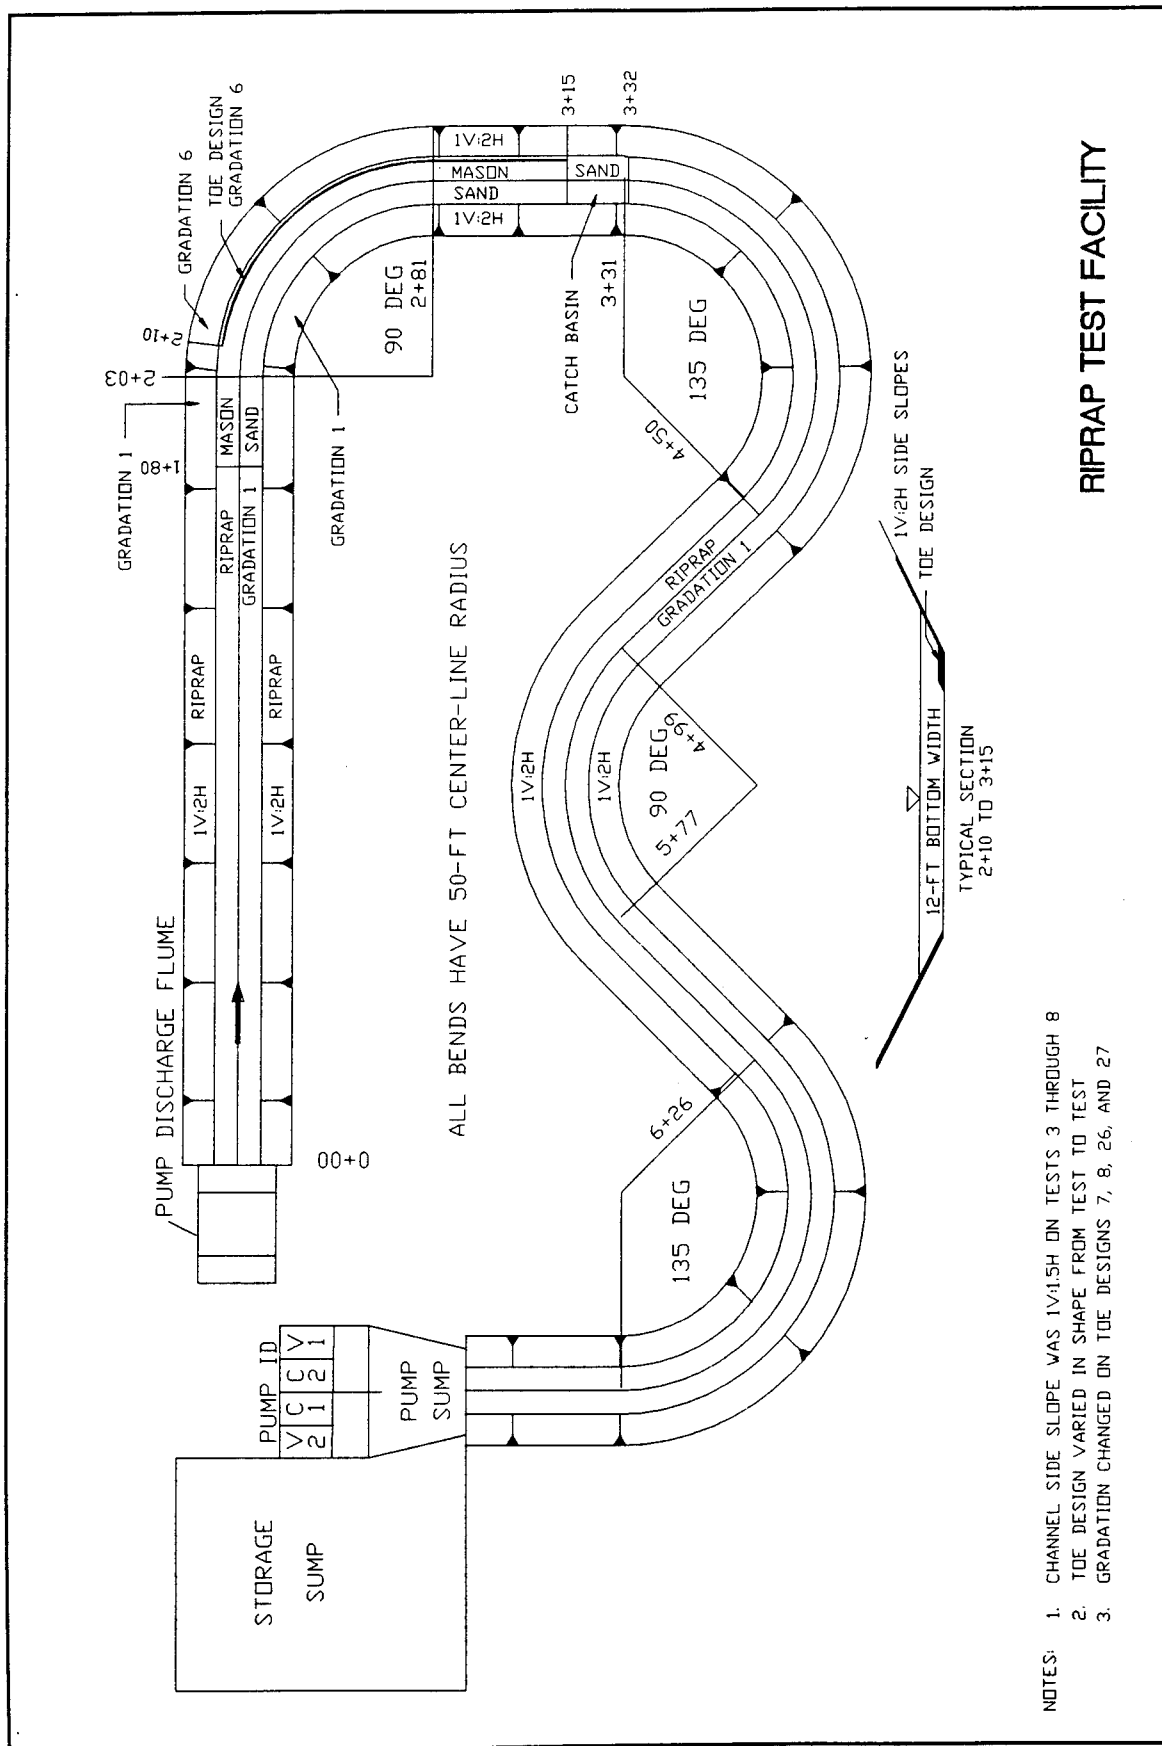 PUMP DISCHARGE FLUME
0+00
1V:2H
RIPRAP
1V:2H
RIPRAP
RIPRAP
GRADATION 1
MASON
SAND
1+80
GRADATION 1
2+03
2+10
GRADATION 6
TOE DESIGN
GRADATION 6
GRADATION 1
90 DEG
2+81
1V:2H
MASON
SAND
1V:2H
SAND
3+15
3+32
3+31
CATCH BASIN
135 DEG
4+50
RIPRAP
GRADATION 1
4+99
90 DEG
1V:2H
1V:2H
5+77
6+26
135 DEG
ALL BENDS HAVE 50-FT CENTER-LINE RADIUS
PUMP ID
V C C V
2 1 2 1
PUMP
SUMP
STORAGE
SUMP
1V:2H SIDE SLOPES
TOE DESIGN
12-FT BOTTOM WIDTH
TYPICAL SECTION
2+10 TO 3+15
NOTES: 1. CHANNEL SIDE SLOPE WAS 1V:1.5H ON TESTS 3 THROUGH 8
2. TOE DESIGN VARIED IN SHAPE FROM TEST TO TEST
3. GRADATION CHANGED ON TOE DESIGNS 7, 8, 26, AND 27
RIPRAP TEST FACILITY